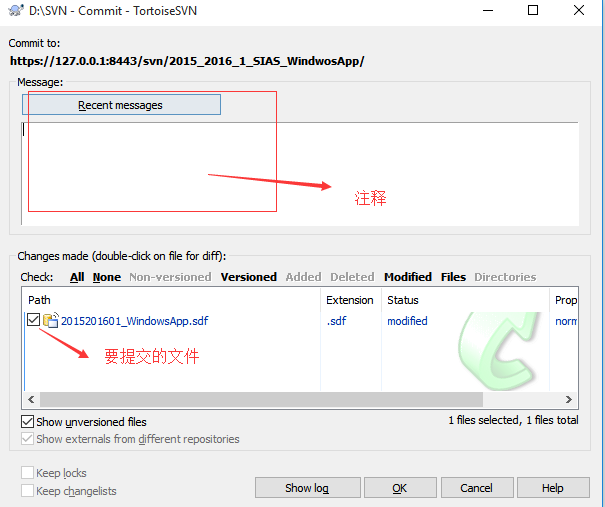 D:\SVN - Commit - TortoiseSVN
Commit to:
https://127.0.0.1:8443/svn/2015_2016_1_SIAS_WindwosApp/
Message:
Recent messages
注释
Changes made (double-click on file for diff):
Check: All None Non-versioned Versioned Added Deleted Modified Files Directories
Path Extension Status Prop
2015201601_WindowsApp.sdf .sdf modified norm
要提交的文件
Show unversioned files 1 files selected, 1 files total
Show externals from different repositories
Keep locks
Keep changelists
Show log OK Cancel Help